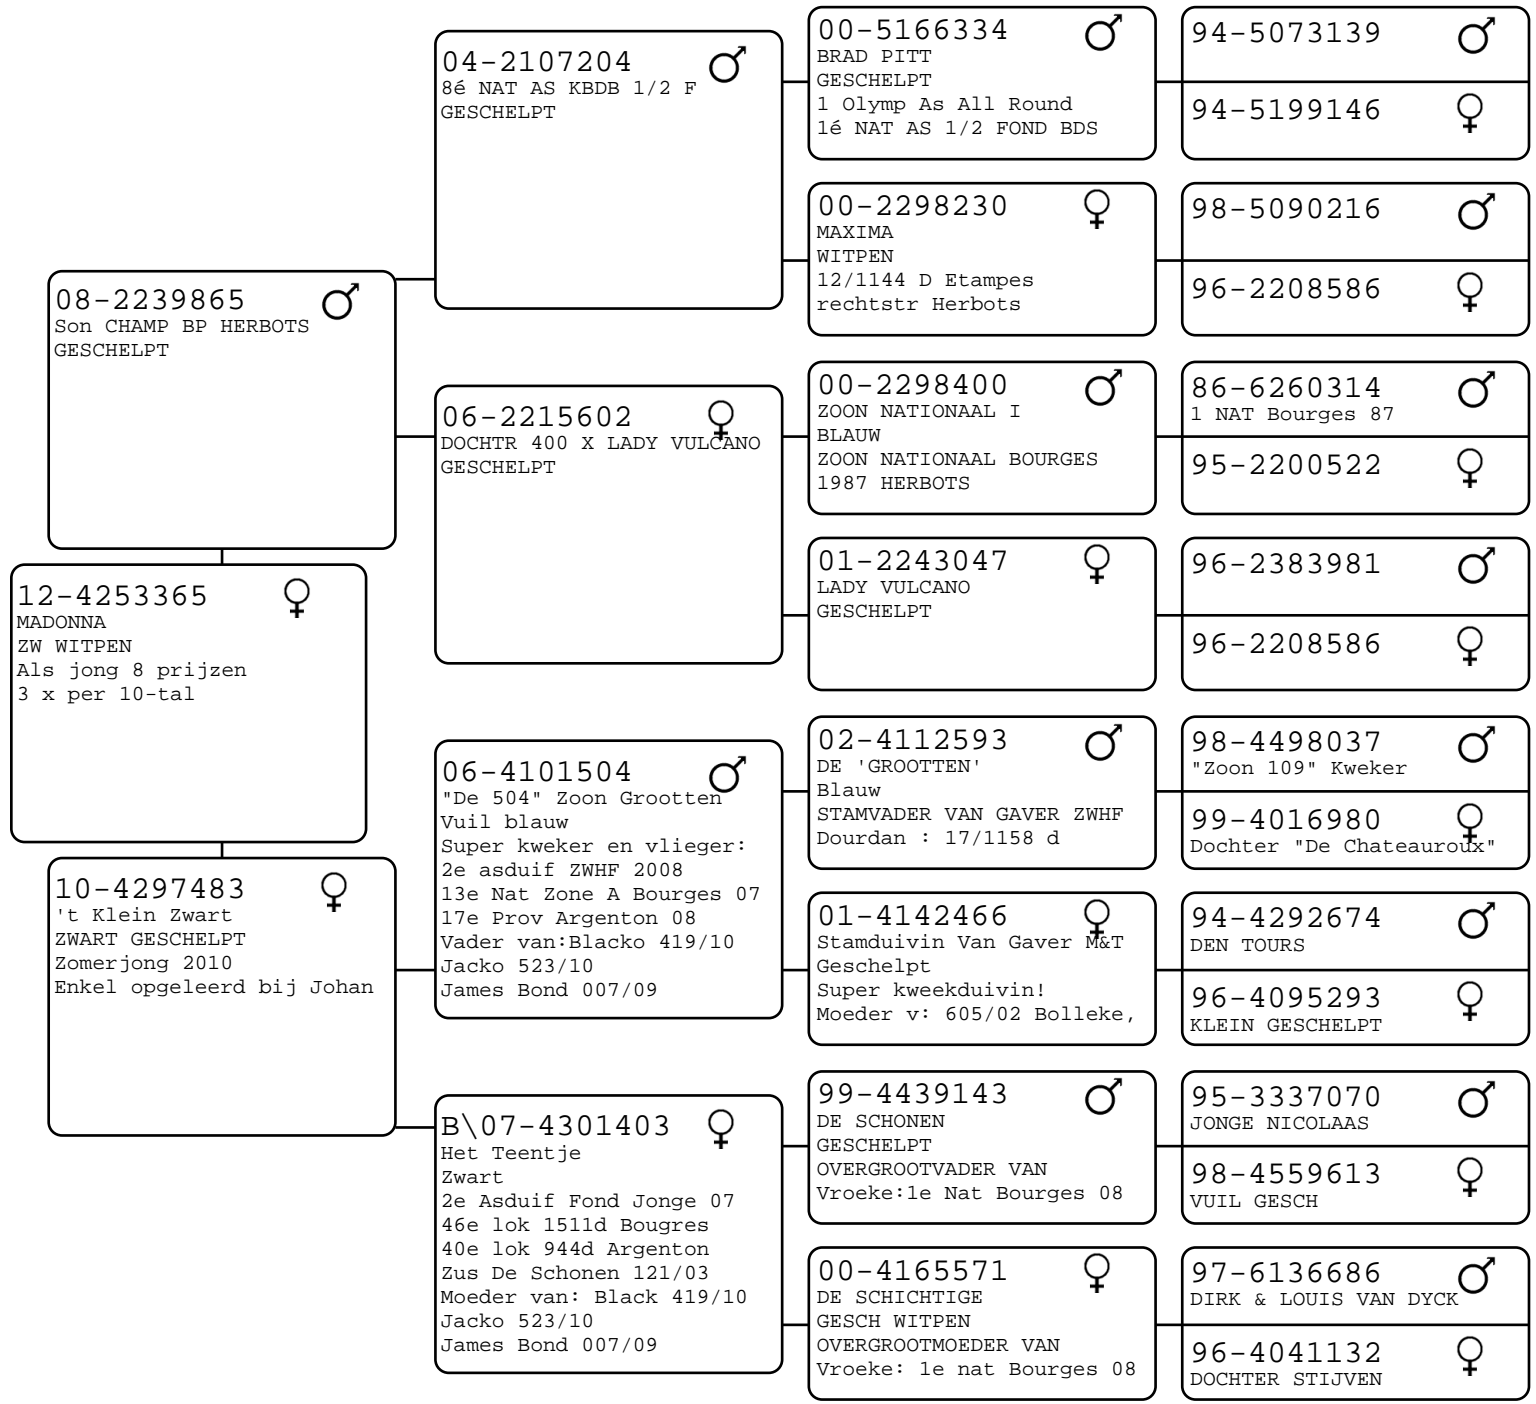 08-2239865
Son CHAMP BP HERBOTS
GESCHELPT
12-4253365
MADONNA
ZW WITPEN
Als jong 8 prijzen
3 x per 10-tal
10-4297483
't Klein Zwart
ZWART GESCHELPT
Zomerjong 2010
Enkel opgeleerd bij Johan
04-2107204
8é NAT AS KBDB 1/2 F
GESCHELPT
06-2215602
DOCHTR 400 X LADY VULCANO
GESCHELPT
06-4101504
"De 504" Zoon Grootten
Vuil blauw
Super kweker en vlieger:
2e asduif ZWHF 2008
13e Nat Zone A Bourges 07
17e Prov Argenton 08
Vader van:Blacko 419/10
Jacko 523/10
James Bond 007/09
B\07-4301403
Het Teentje
Zwart
2e Asduif Fond Jonge 07
46e lok 1511d Bougres
40e lok 944d Argenton
Zus De Schonen 121/03
Moeder van: Black 419/10
Jacko 523/10
James Bond 007/09
00-5166334
BRAD PITT
GESCHELPT
1 Olymp As All Round
1é NAT AS 1/2 FOND BDS
00-2298230
MAXIMA
WITPEN
12/1144 D Etampes
rechtstr Herbots
00-2298400
ZOON NATIONAAL I
BLAUW
ZOON NATIONAAL BOURGES
1987 HERBOTS
01-2243047
LADY VULCANO
GESCHELPT
02-4112593
DE 'GROOTTEN'
Blauw
STAMVADER VAN GAVER ZWHF
Dourdan : 17/1158 d
01-4142466
Stamduivin Van Gaver M&T
Geschelpt
Super kweekduivin!
Moeder v: 605/02 Bolleke,
99-4439143
DE SCHONEN
GESCHELPT
OVERGROOTVADER VAN
Vroeke:1e Nat Bourges 08
00-4165571
DE SCHICHTIGE
GESCH WITPEN
OVERGROOTMOEDER VAN
Vroeke: 1e nat Bourges 08
94-5073139
94-5199146
98-5090216
96-2208586
86-6260314
1 NAT Bourges 87
95-2200522
96-2383981
96-2208586
98-4498037
"Zoon 109" Kweker
99-4016980
Dochter "De Chateauroux"
94-4292674
DEN TOURS
96-4095293
KLEIN GESCHELPT
95-3337070
JONGE NICOLAAS
98-4559613
VUIL GESCH
97-6136686
DIRK & LOUIS VAN DYCK
96-4041132
DOCHTER STIJVEN